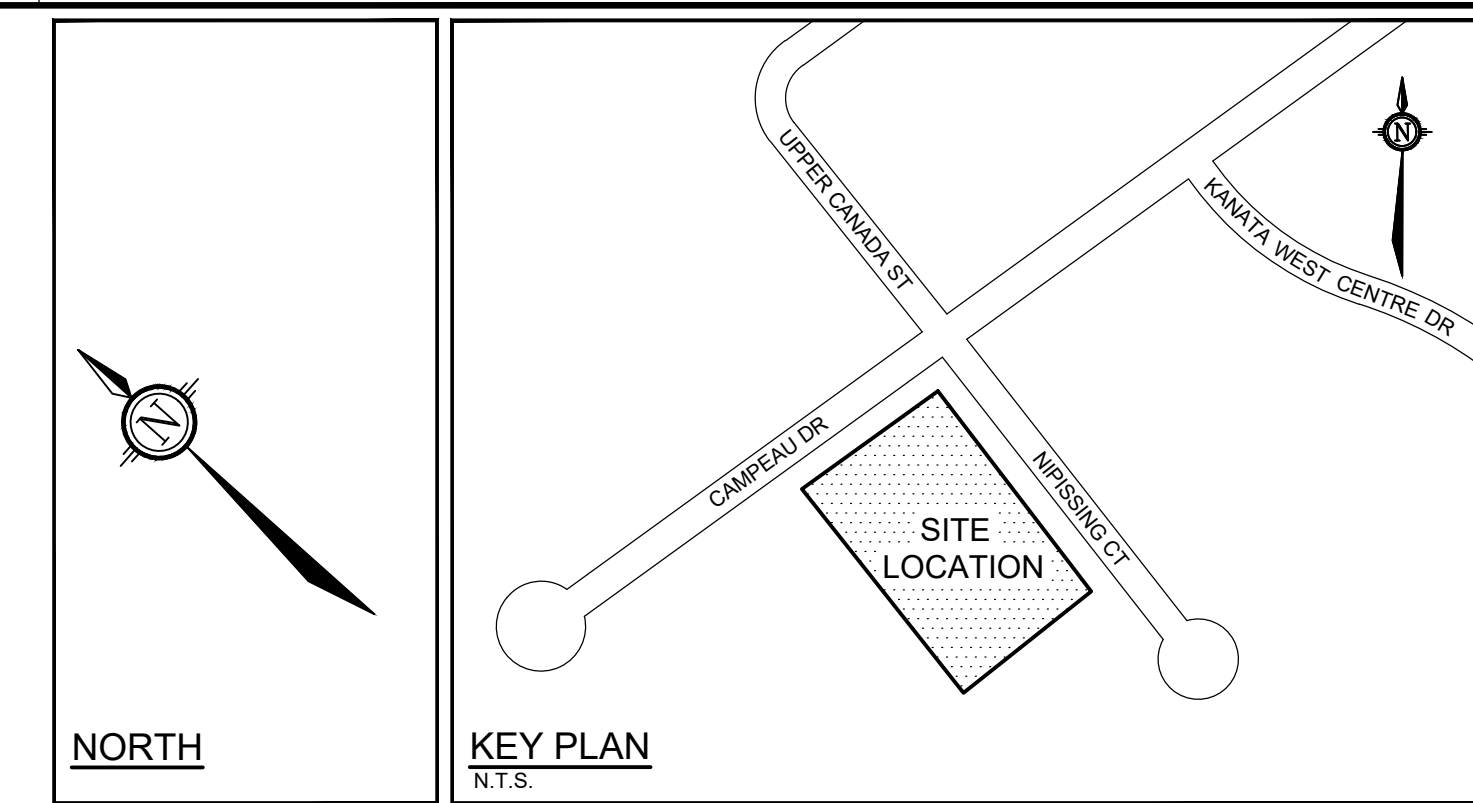 N
NORTH
UPPER CANADA ST
N
KANATA WEST CENTRE DR
CAMPEAU DR
NIPISSING CT
SITE
LOCATION
KEY PLAN
N.T.S.